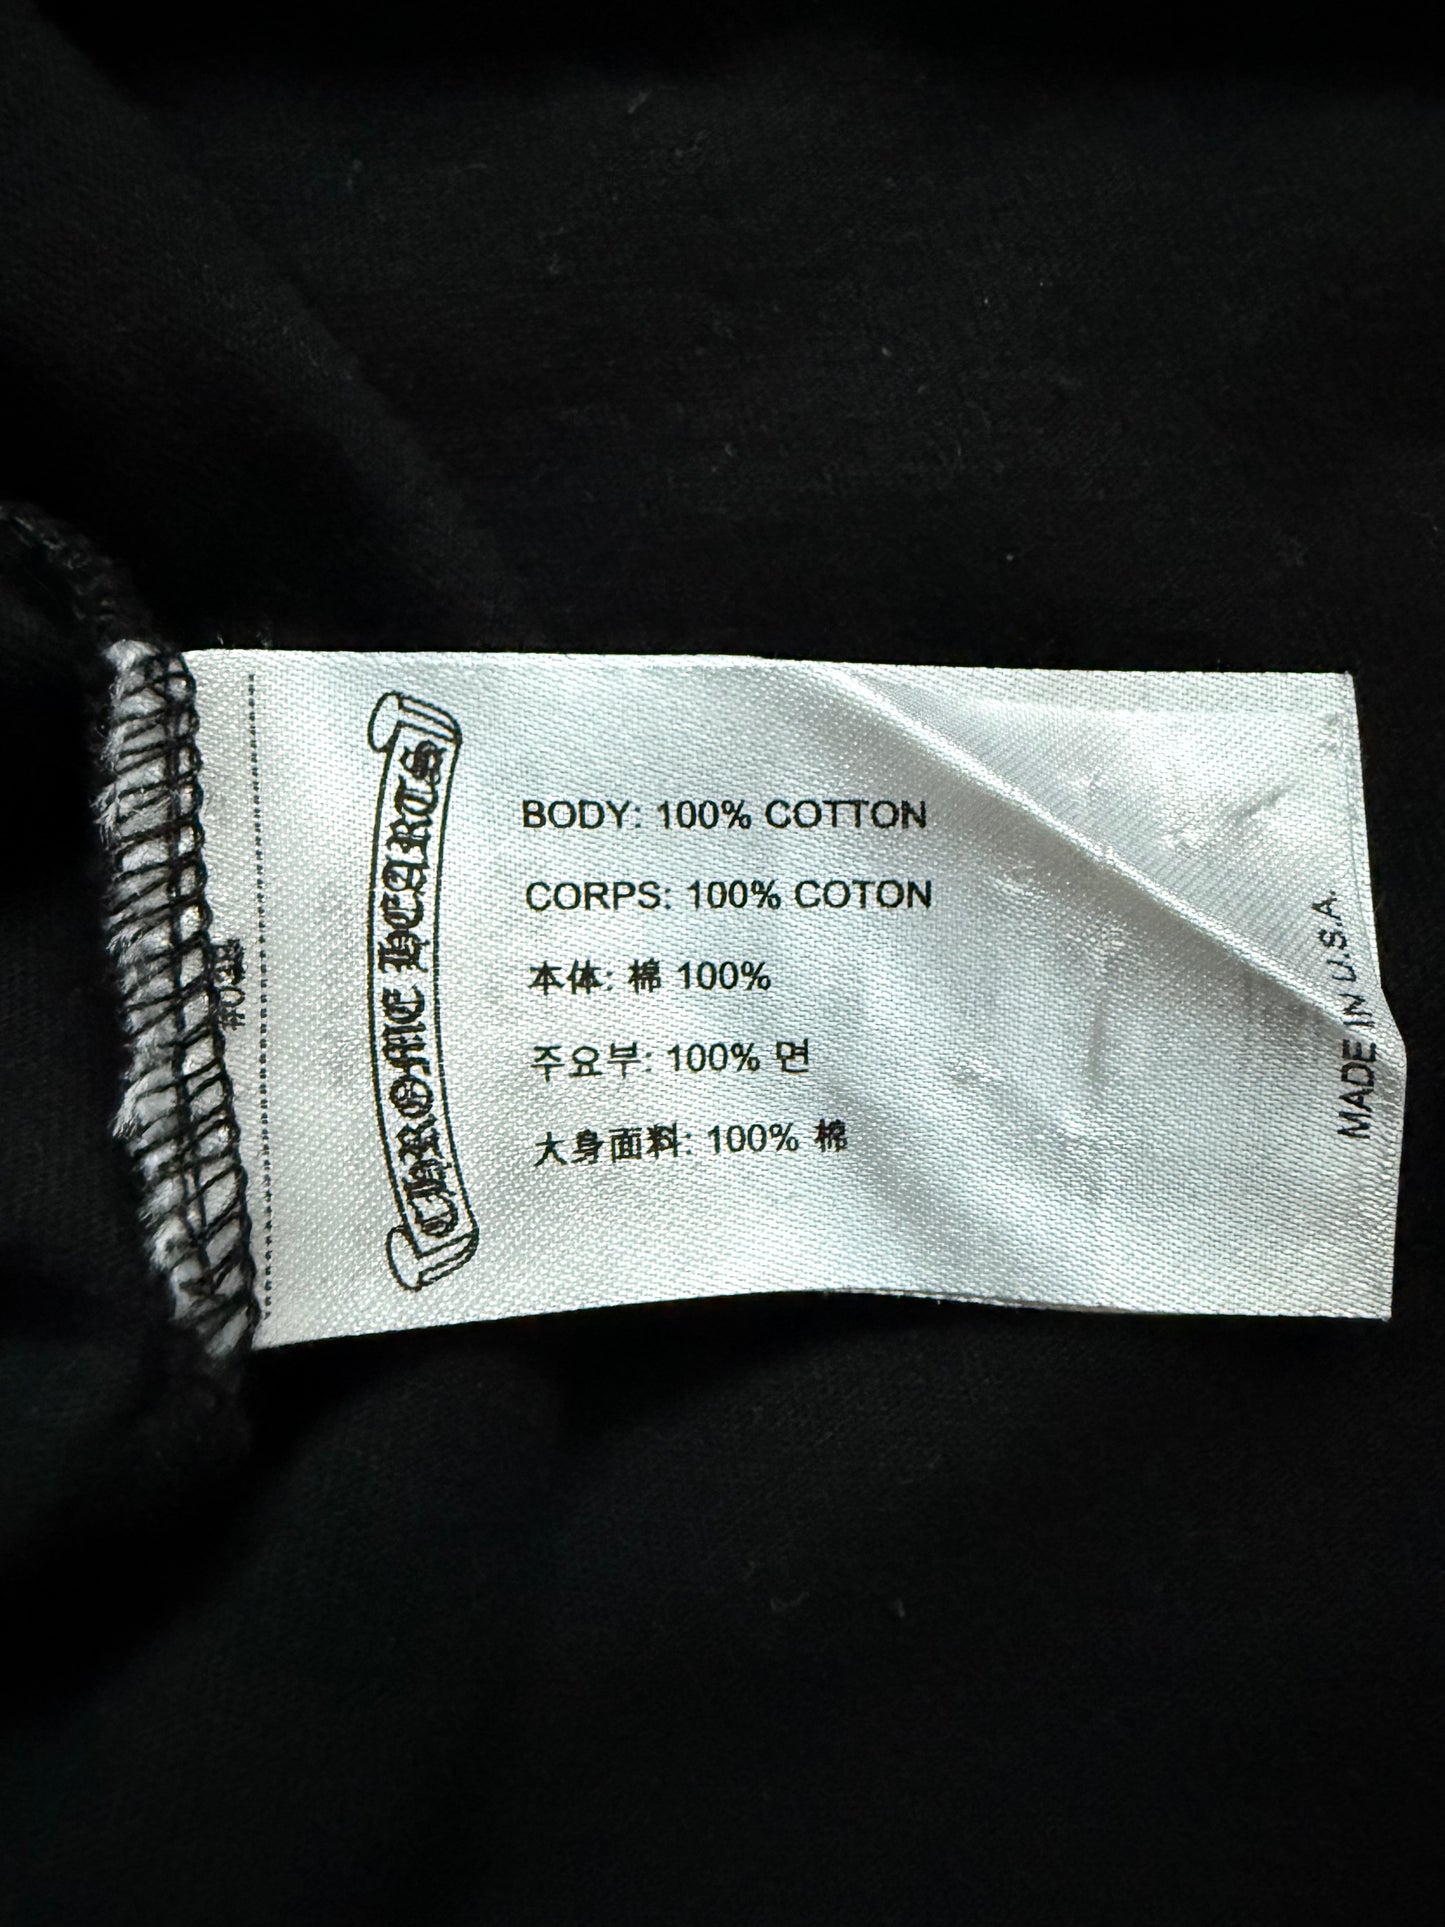 CHROME HEARTS
BODY: 100% COTTON
CORPS: 100% COTON
本体: 棉 100%
주요부: 100% 면
大身面料: 100% 棉
MADE IN U.S.A.